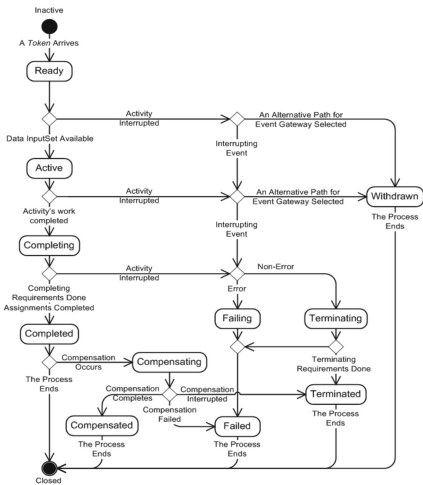 Inactive
A Token Arrives
Ready
Activity
Interrupted
An Alternative Path for
Event Gateway Selected
Data InputSet Available
Interrupting
Event
Active
Activity
Interrupted
An Alternative Path for
Event Gateway Selected
Withdrawn
Activity's work
completed
Interrupting
Event
The Process
Ends
Completing
Activity
Interrupted
Non-Error
Completing
Requirements Done
Assignments Completed
Error
Failing
Terminating
Completed
Compensation
Occurs
Compensating
Terminating
Requirements Done
The Process
Ends
Compensation
Completes
Compensation
Interrupted
Terminated
Compensation
Failed
Compensated
Failed
The Process
Ends
The Process
Ends
The Process
Ends
Closed